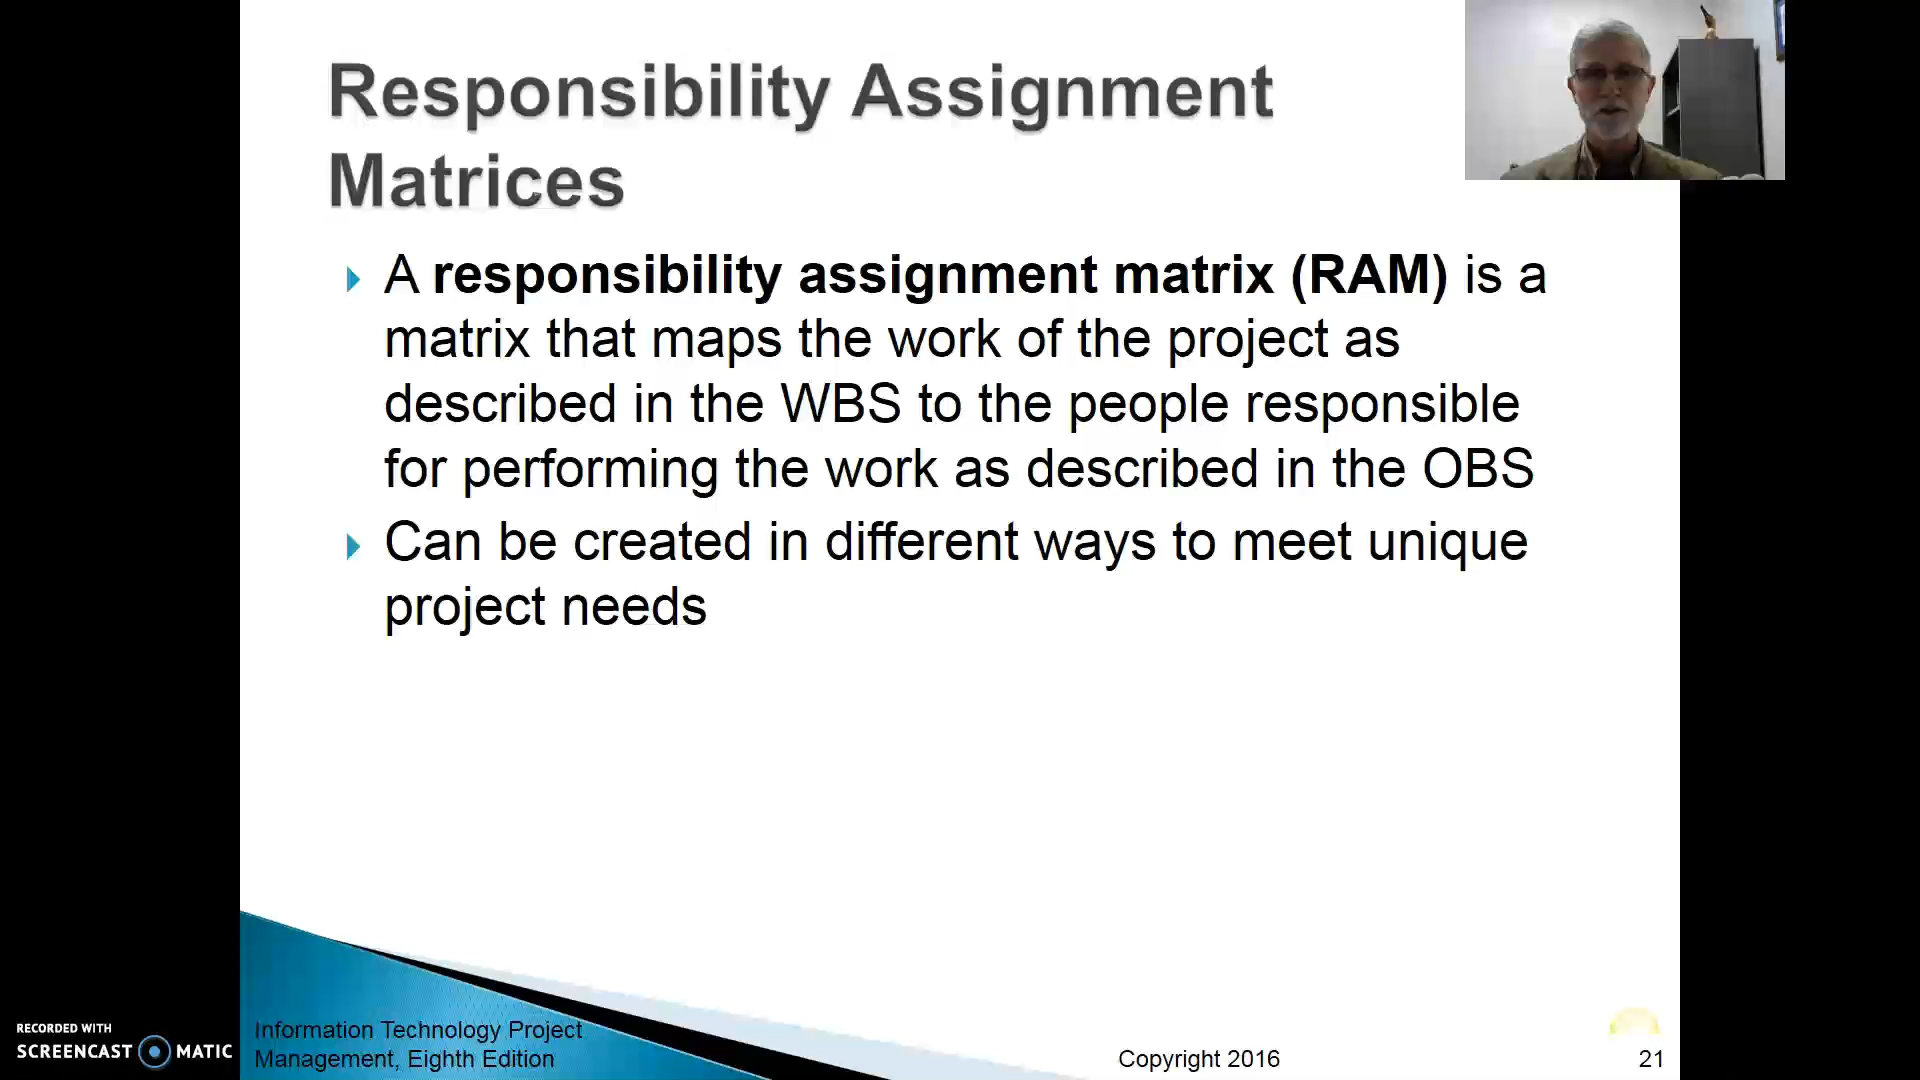 Responsibility Assignment
Matrices
A responsibility assignment matrix (RAM) is a
matrix that maps the work of the project as
described in the WBS to the people responsible
for performing the work as described in the OBS
Can be created in different ways to meet unique
project needs
RECORDED WITH
SCREENCAST MATIC
Information Technology Project
Management, Eighth Edition
Copyright 2016
21